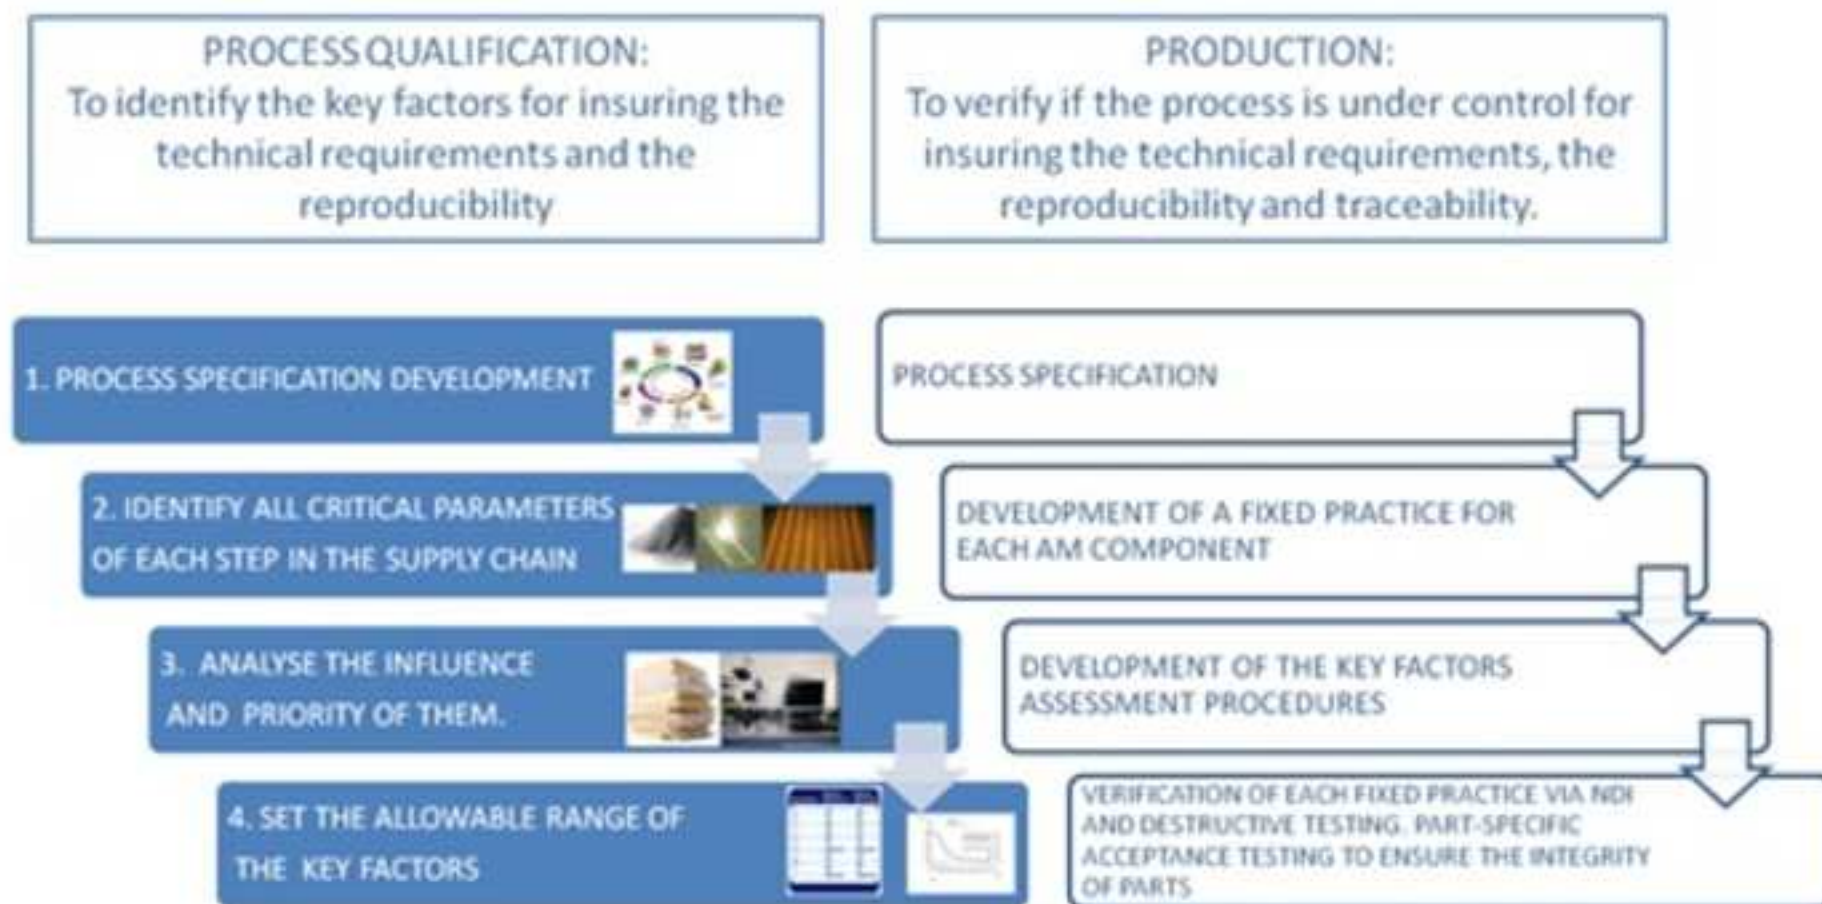 PROCESS QUALIFICATION:
To identify the key factors for insuring the
technical requirements and the
reproducibility
PRODUCTION:
To verify if the process is under control for
insuring the technical requirements, the
reproducibility and traceability.
1. PROCESS SPECIFICATION DEVELOPMENT
2. IDENTIFY ALL CRITICAL PARAMETERS
OF EACH STEP IN THE SUPPLY CHAIN
3. ANALYSE THE INFLUENCE
AND PRIORITY OF THEM.
4. SET THE ALLOWABLE RANGE OF
THE KEY FACTORS
PROCESS SPECIFICATION
DEVELOPMENT OF A FIXED PRACTICE FOR
EACH AM COMPONENT
DEVELOPMENT OF THE KEY FACTORS
ASSESSMENT PROCEDURES
VERIFICATION OF EACH FIXED PRACTICE VIA NDI
AND DESTRUCTIVE TESTING. PART-SPECIFIC
ACCEPTANCE TESTING TO ENSURE THE INTEGRITY
OF PARTS